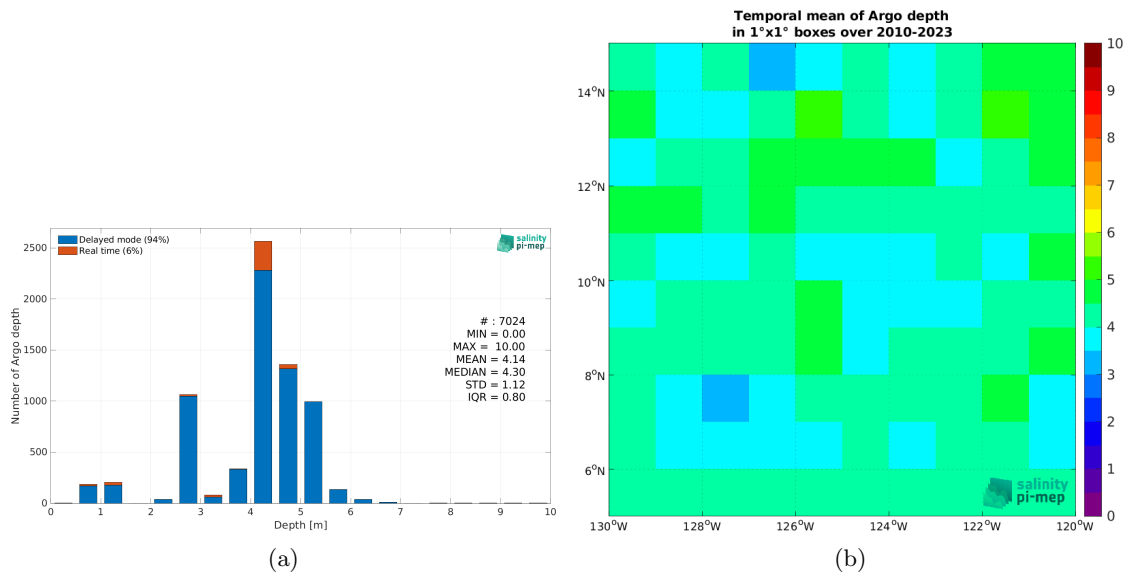 Delayed mode (94%)
Real time (6%)
salinity
pi-mep
2500
2000
1500
1000
500
0
Number of Argo depth
# : 7024
MIN = 0.00
MAX = 10.00
MEAN = 4.14
MEDIAN = 4.30
STD = 1.12
IQR = 0.80
0 1 2 3 4 5 6 7 8 9 10
Depth [m]
(a)
Temporal mean of Argo depth
in 1°x1° boxes over 2010-2023
14°N
12°N
10°N
8°N
6°N
130°W 128°W 126°W 124°W 122°W 120°W
salinity
pi-mep
10
9
8
7
6
5
4
3
2
1
0
(b)